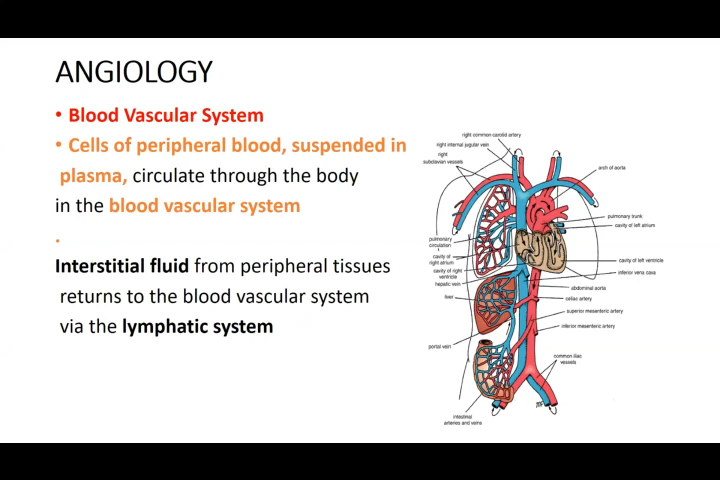 ANGIOLOGY
• Blood Vascular System
• Cells of peripheral blood, suspended in
plasma, circulate through the body
in the blood vascular system
•
Interstitial fluid from peripheral tissues
returns to the blood vascular system
via the lymphatic system
right common carotid artery
right internal jugular vein
right
subclavian vessels
arch of aorta
pulmonary trunk
cavity of left atrium
pulmonary
circulation
cavity of
right atrium
cavity of right
ventricle
hepatic vein
liver
cavity of left ventricle
inferior vena cava
abdominal aorta
celiac artery
superior mesenteric artery
inferior mesenteric artery
portal vein
common iliac
vessels
intestinal
arteries and veins